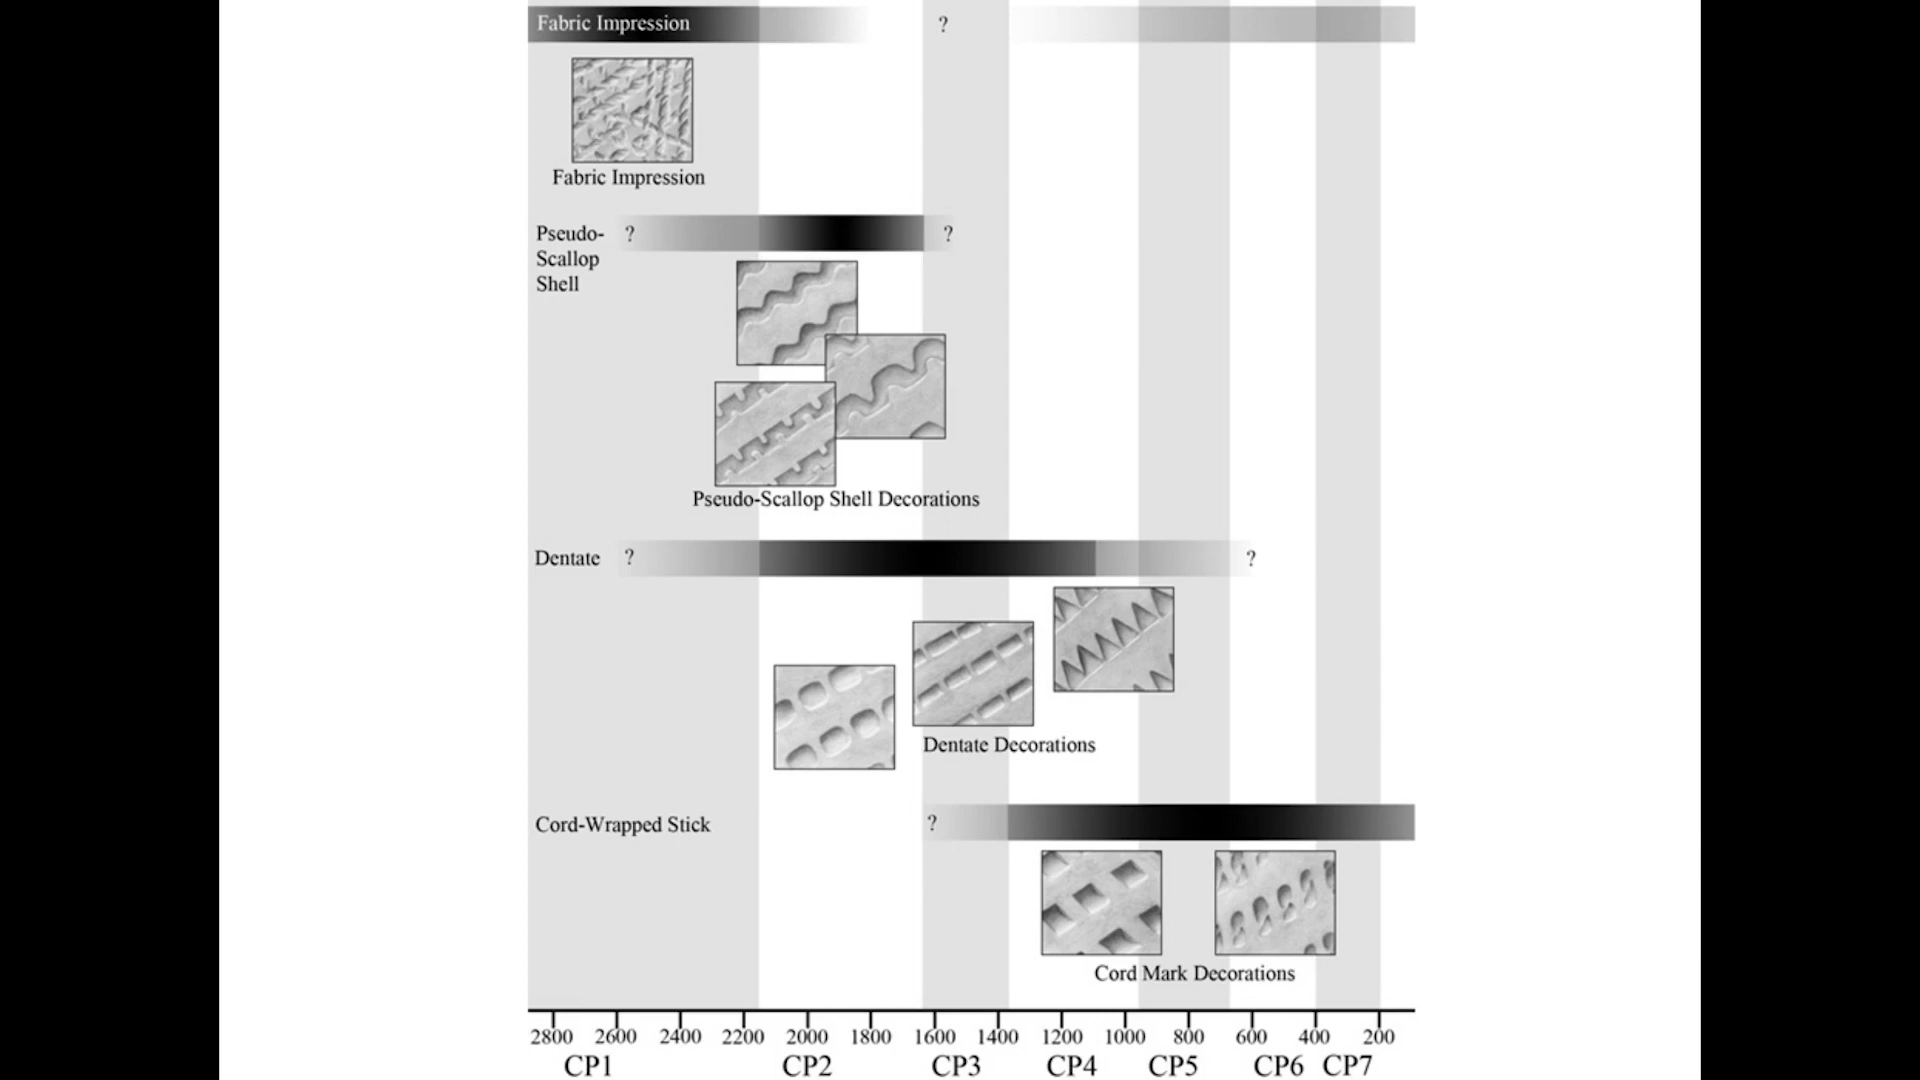 Fabric Impression
?
Fabric Impression
Pseudo-
Scallop
Shell
?
?
Pseudo-Scallop Shell Decorations
Dentate
?
?
Dentate Decorations
Cord-Wrapped Stick
?
Cord Mark Decorations
2800 2600 2400 2200 2000 1800 1600 1400 1200 1000 800 600 400 200
CP1 CP2 CP3 CP4 CP5 CP6 CP7